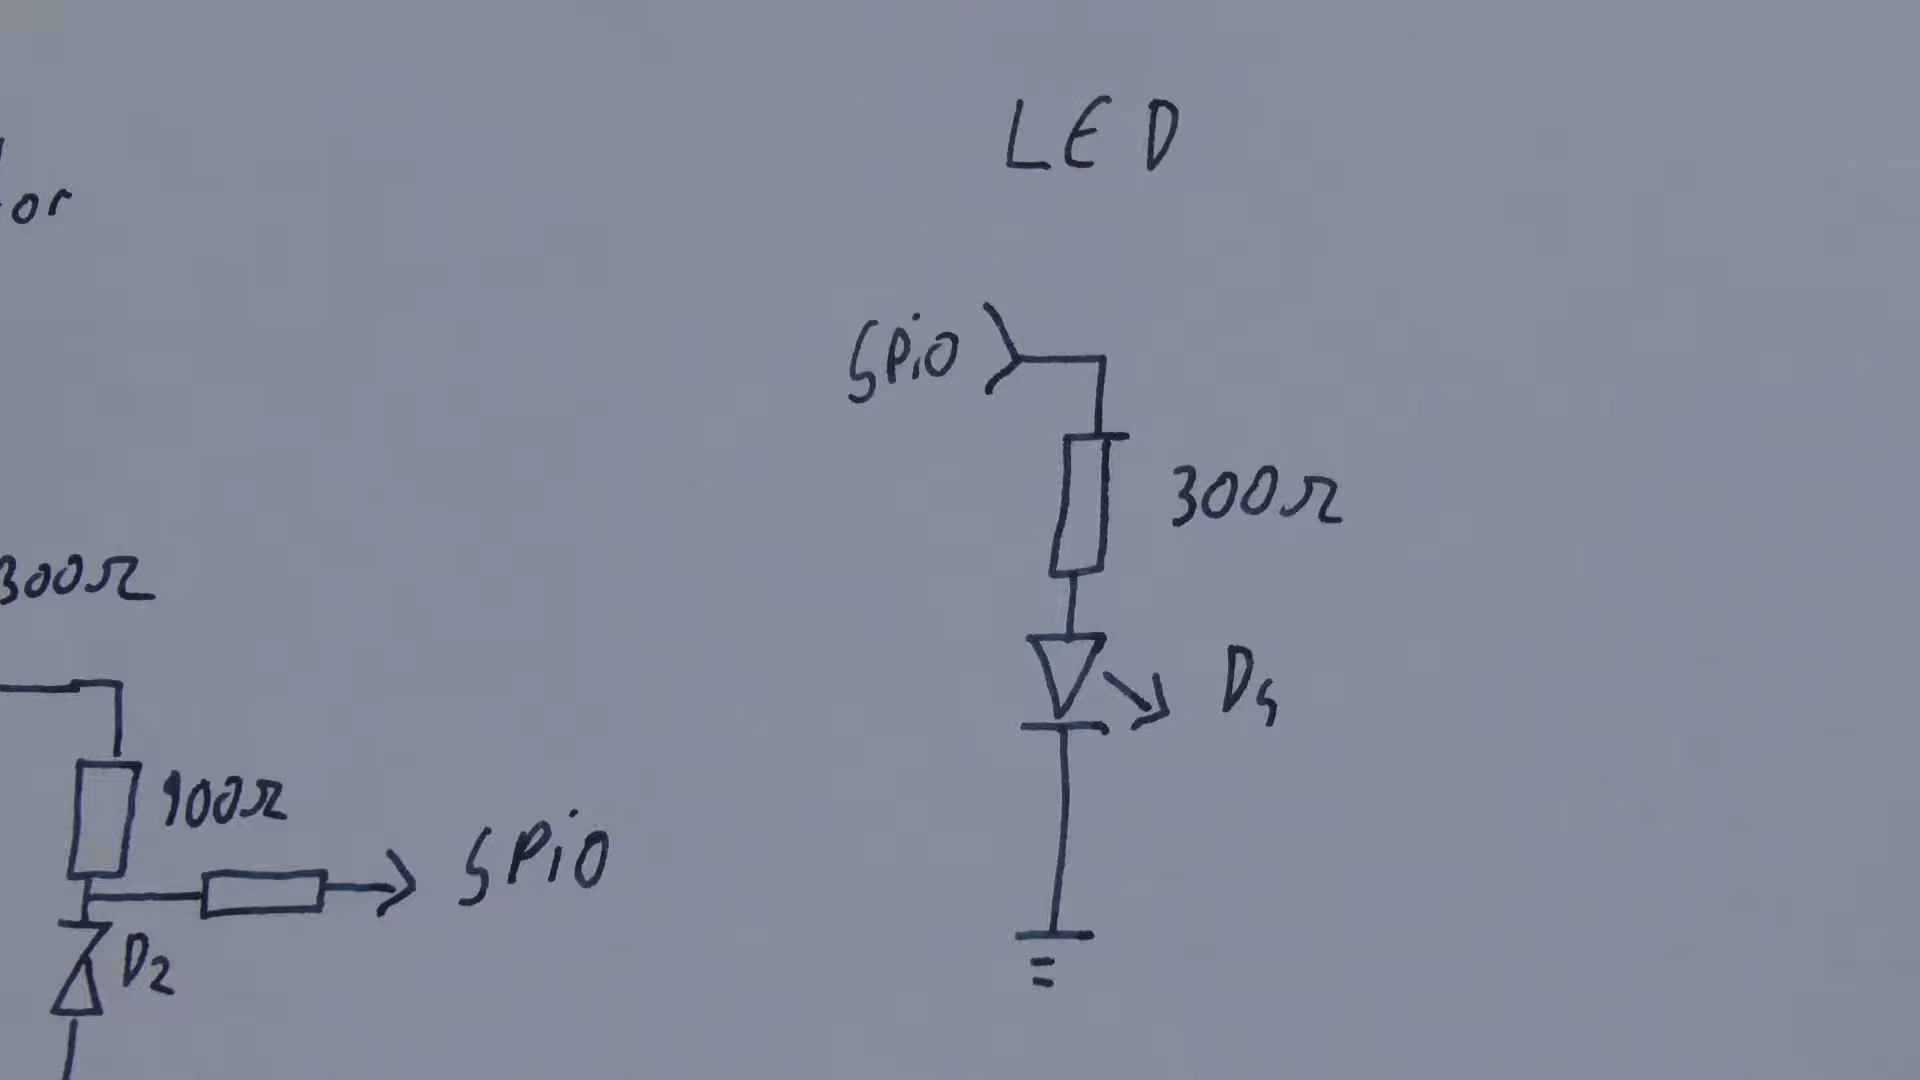 LED
or
GPiO
300Ω
300Ω
D4
100Ω
GPiO
D2